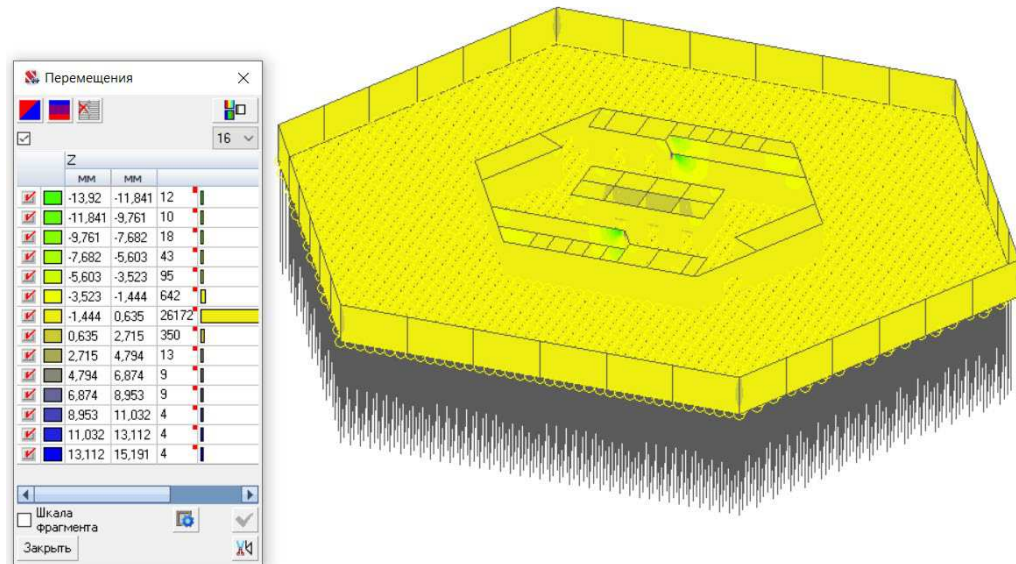 Перемещения
16
Z
мм мм
-13,92 -11,841 12
-11,841 -9,761 10
-9,761 -7,682 18
-7,682 -5,603 43
-5,603 -3,523 95
-3,523 -1,444 642
-1,444 0,635 26172
0,635 2,715 350
2,715 4,794 13
4,794 6,874 9
6,874 8,953 9
8,953 11,032 4
11,032 13,112 4
13,112 15,191 4
Шкала
фрагмента
Закрыть